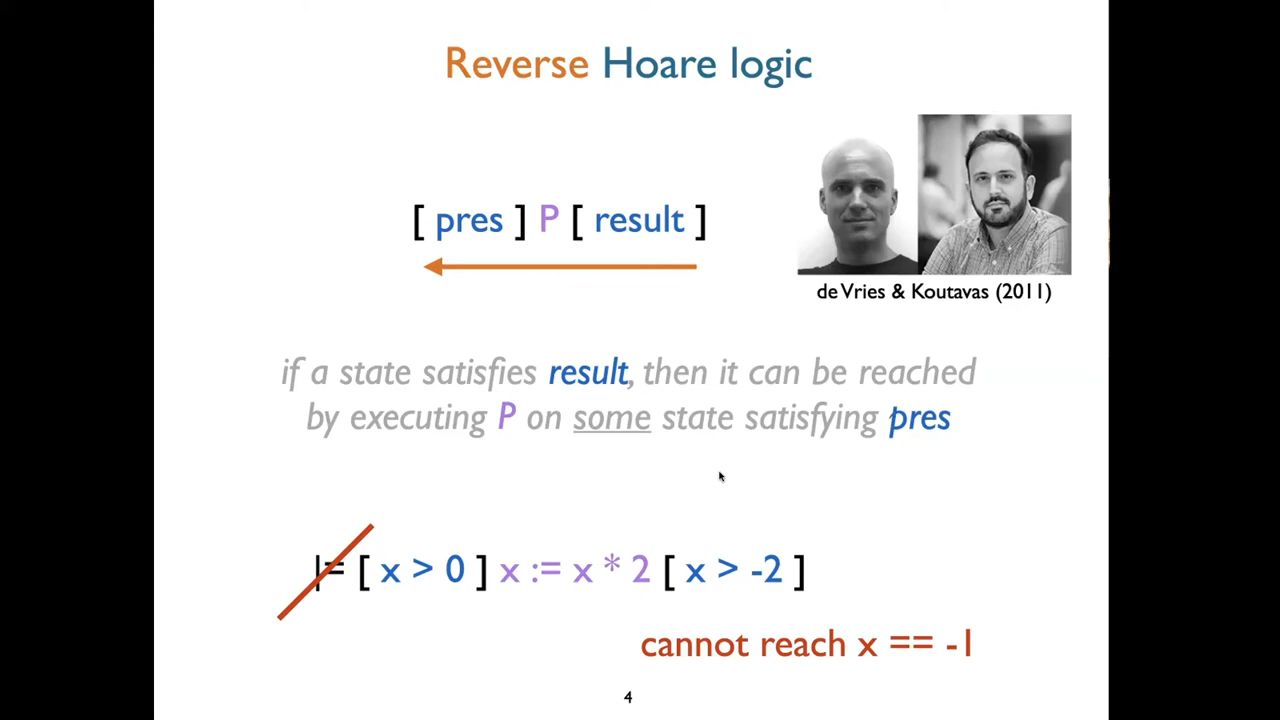 Reverse Hoare logic
[ pres ] P [ result ]
de Vries & Koutavas (2011)
if a state satisfies result, then it can be reached
by executing P on some state satisfying pres
|= [ x > 0 ] x := x * 2 [ x > -2 ]
cannot reach x == -1
4